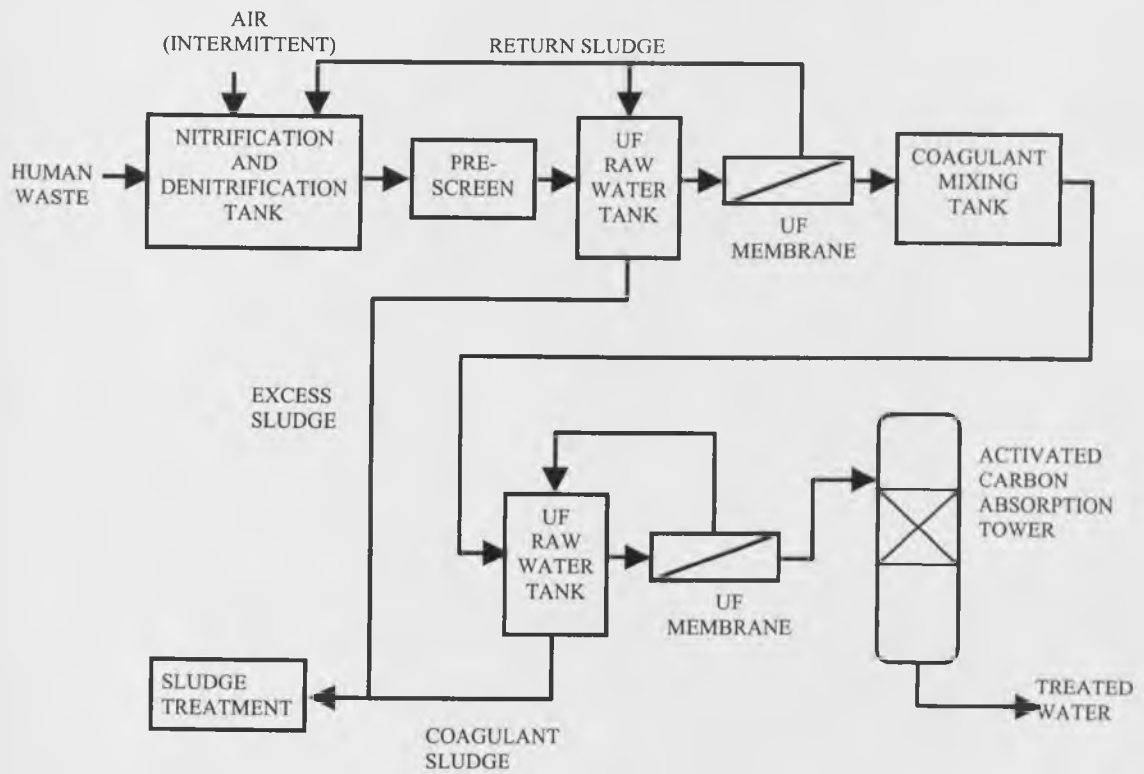 AIR
(INTERMITTENT)
RETURN SLUDGE
HUMAN
WASTE
NITRIFICATION
AND
DENITRIFICATION
TANK
PRE-
SCREEN
UF
RAW
WATER
TANK
UF
MEMBRANE
COAGULANT
MIXING
TANK
EXCESS
SLUDGE
UF
RAW
WATER
TANK
UF
MEMBRANE
ACTIVATED
CARBON
ABSORPTION
TOWER
SLUDGE
TREATMENT
COAGULANT
SLUDGE
TREATED
WATER